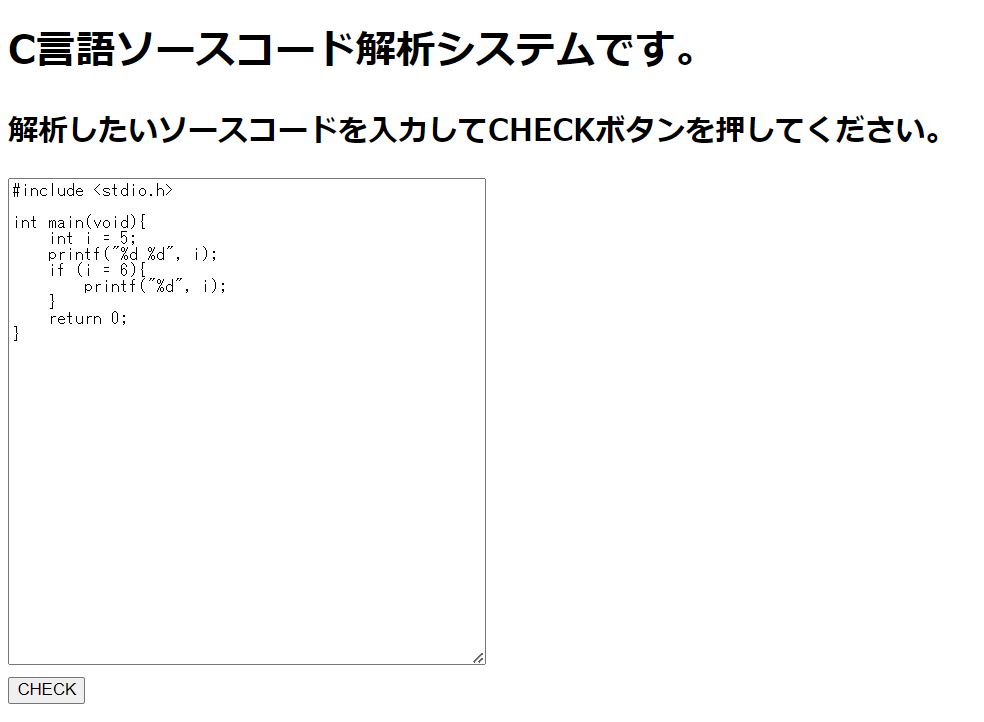 C言語ソースコード解析システムです。
解析したいソースコードを入力してCHECKボタンを押してください。
#include <stdio.h>
int main(void){
    int i = 5;
    printf("%d %d", i);
    if (i = 6){
        printf("%d", i);
    }
    return 0;
}
CHECK